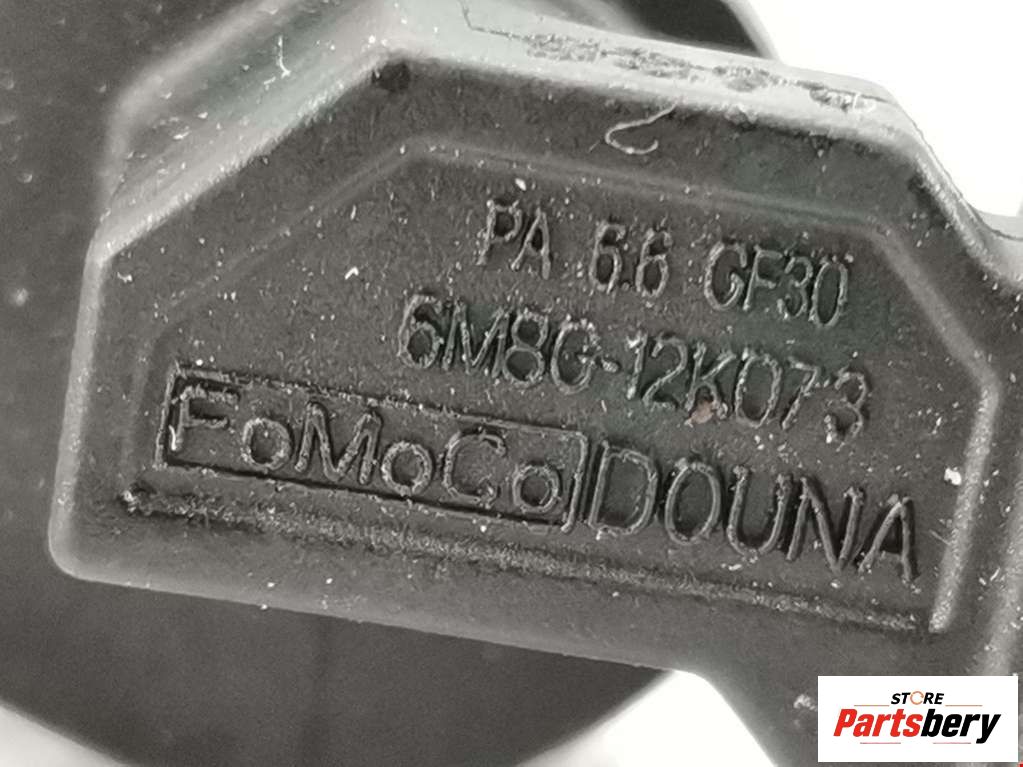 PA 6.6 GF30
6M8G-12K073
FoMoCo DOUNA
STORE
Partsbery